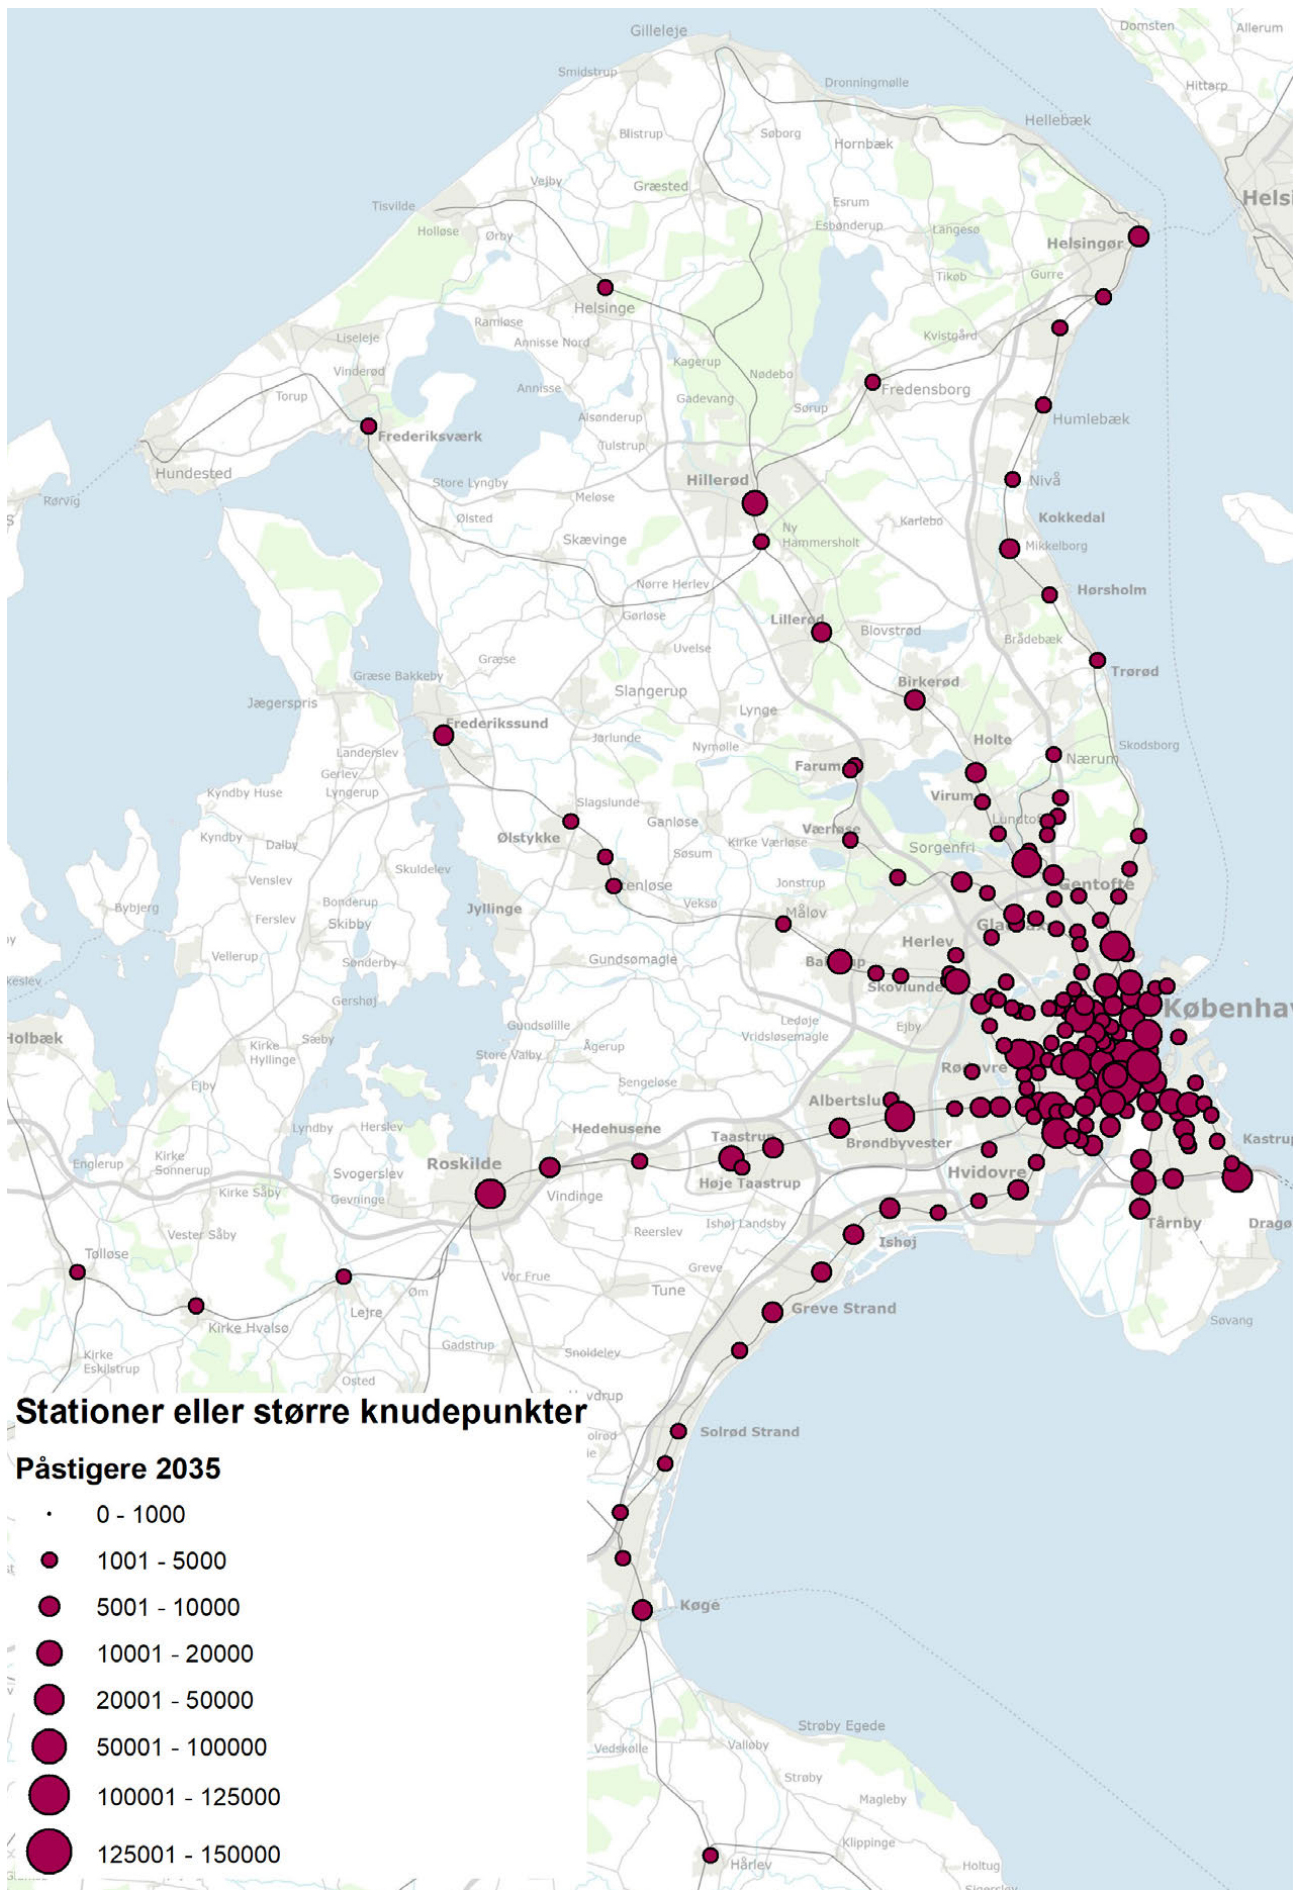 Domsten
Allerum
Gilleleje
Smidstrup
Dronningmølle
Hittarp
Hellebæk
Blistrup
Søborg
Hornbæk
Vejby
Græsted
Helsi
Tisvilde
Esrum
Holløse
Ørby
Esbønderup
Langesø
Helsingør
Tikøb
Gurre
Helsinge
Liseleje
Ramløse
Annisse Nord
Kvistgård
Vinderød
Kagerup
Nødebo
Torup
Annisse
Gadevang
Fredensborg
Alsønderup
Sørup
Humlebæk
Frederiksværk
Tulstrup
Hundested
Hillerød
Nivå
Rørvig
Store Lyngby
Meløse
Ølsted
Karlebo
Kokkedal
Skævinge
Ny
Hammersholt
Mikkelborg
Nørre Herlev
Hørsholm
Gørløse
Lillerød
Blovstrød
Brådebæk
Uvelse
Græse
Trørød
Græse Bakkeby
Slangerup
Birkerød
Jægerspris
Lynge
Frederikssund
Jørlunde
Nymølle
Holte
Skodsborg
Landerslev
Nærum
Gerlev
Farum
Kyndby Huse
Lyngerup
Slagslunde
Virum
Ganløse
Lundtof
Kyndby
Dalby
Ølstykke
Værløse
Kirke Værløse
Sorgenfri
Søsum
Skuldelev
Venslev
Stenløse
Jonstrup
Gentofte
Bybjerg
Bonderup
Veksø
Jyllinge
Ferslev
Skibby
Måløv
Herlev
Vellerup
Sønderby
Gundsømagle
keslev
Skovlunde
Gershøj
København
Holbæk
Gundsølille
Ledøje
Sæby
Ejby
Vridsløsemagle
Kirke
Hyllinge
Store Valby
Ågerup
Ejby
Sengeløse
Albertslu
Lyndby
Herslev
Hedehusene
Taastrup
Brøndbyvester
Kastrup
Kirke
Sonnerup
Englerup
Roskilde
Svogerslev
Hvidovre
Høje Taastrup
Kirke Såby
Gevninge
Vindinge
Ishøj Landsby
Tårnby
Dragø
Vester Såby
Reerslev
Ishøj
Tølløse
Greve
Vor Frue
Tune
Øm
Greve Strand
Lejre
Søvang
Kirke Hvalsø
Kirke
Eskilstrup
Gadstrup
Snoldelev
Osted
Stationer eller større knudepunkter
Solrød Strand
Påstigere 2035
0 - 1000
1001 - 5000
5001 - 10000
Køge
10001 - 20000
20001 - 50000
Strøby Egede
50001 - 100000
Vedskølle
Valløby
Strøby
100001 - 125000
Magleby
Klippinge
125001 - 150000
Hårlev
Holtug